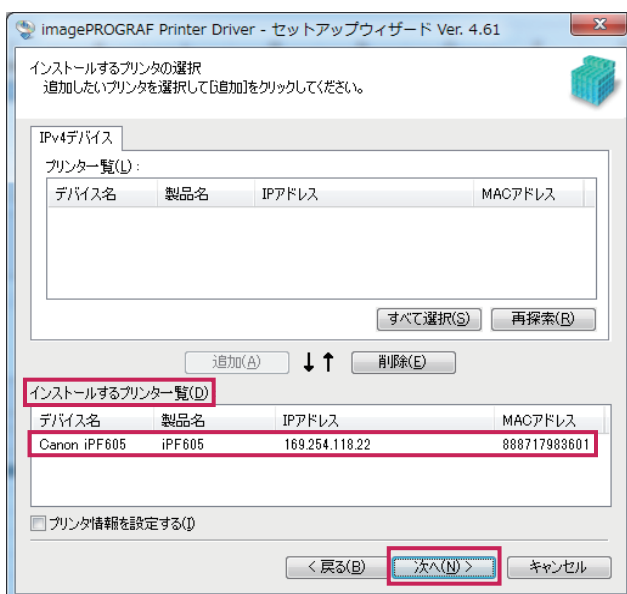 imagePROGRAF Printer Driver - セットアップウィザード Ver. 4.61
インストールするプリンタの選択
追加したいプリンタを選択して[追加]をクリックしてください。
IPv4デバイス
プリンター覧(L) :
デバイス名 製品名 IPアドレス MACアドレス
すべて選択(S) 再探索(R)
追加(A) ↓↑ 削除(E)
インストールするプリンター覧(D)
デバイス名 製品名 IPアドレス MACアドレス
Canon iPF605 iPF605 169.254.118.22 888717983601
プリンタ情報を設定する(I)
< 戻る(B) 次へ(N) > キャンセル